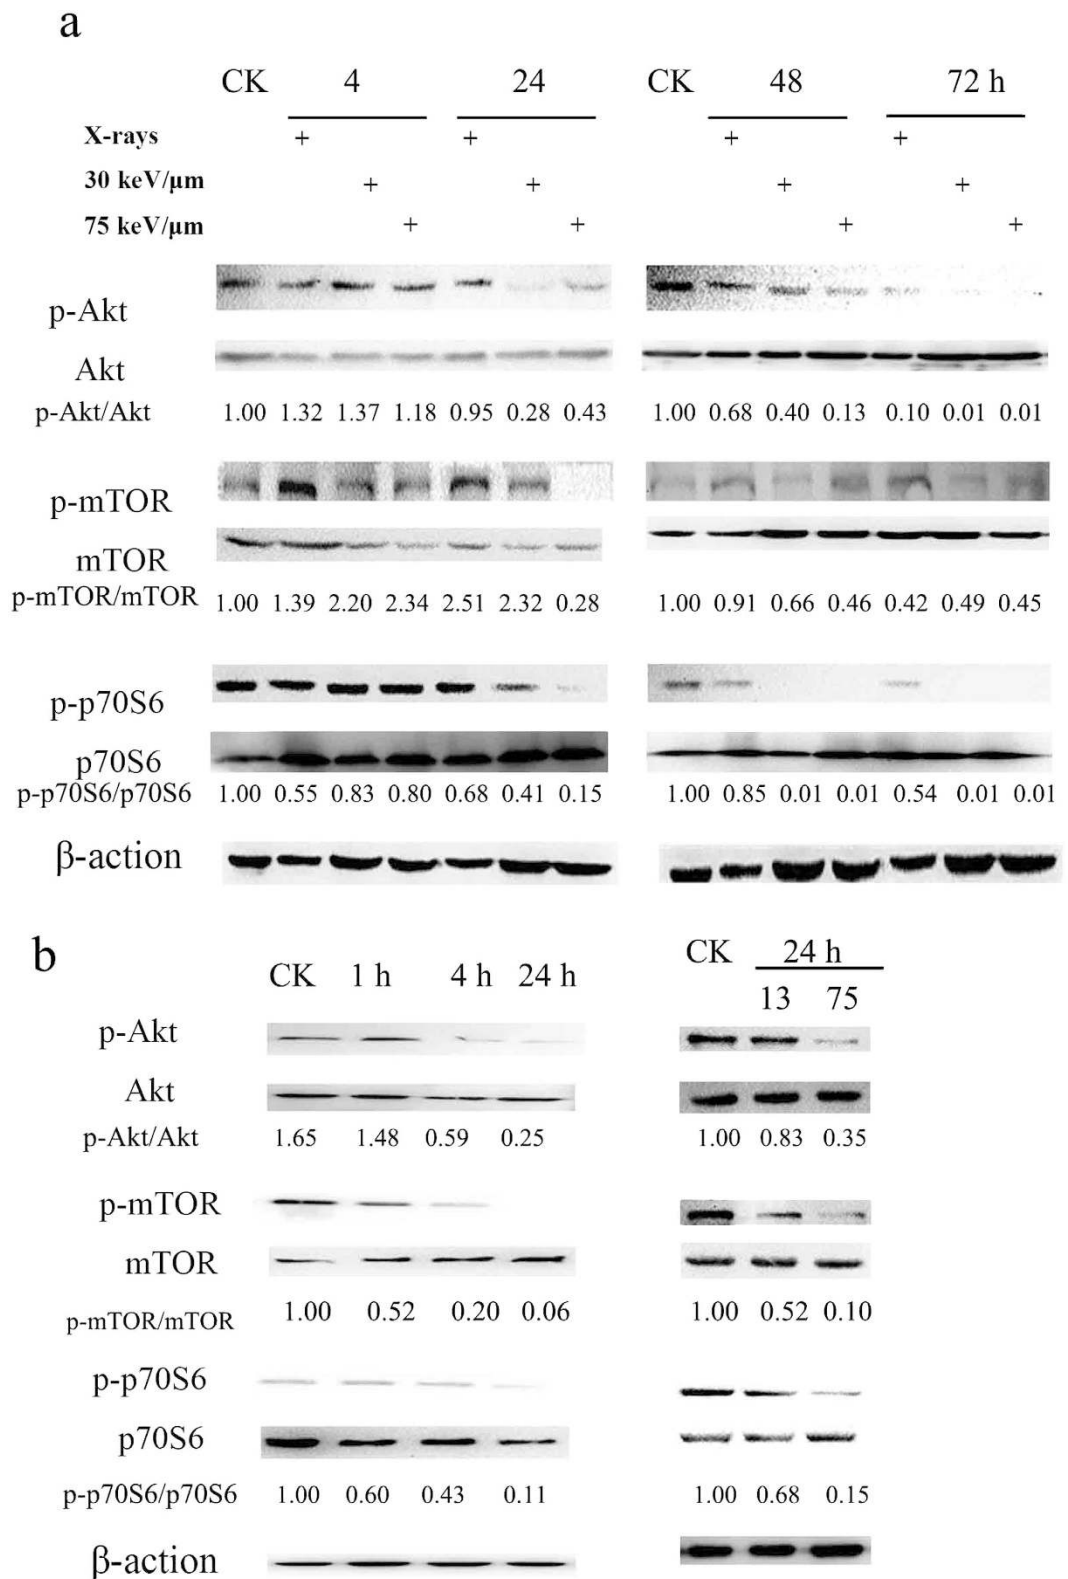 a
CK 4 24 CK 48 72 h
X-rays + + + +
30 keV/μm + + + +
75 keV/μm + + + +
p-Akt
Akt
p-Akt/Akt 1.00 1.32 1.37 1.18 0.95 0.28 0.43 1.00 0.68 0.40 0.13 0.10 0.01 0.01
p-mTOR
mTOR
p-mTOR/mTOR 1.00 1.39 2.20 2.34 2.51 2.32 0.28 1.00 0.91 0.66 0.46 0.42 0.49 0.45
p-p70S6
p70S6
p-p70S6/p70S6 1.00 0.55 0.83 0.80 0.68 0.41 0.15 1.00 0.85 0.01 0.01 0.54 0.01 0.01
β-action
b
CK 1 h 4 h 24 h CK 24 h
13 75
p-Akt
Akt
p-Akt/Akt 1.65 1.48 0.59 0.25 1.00 0.83 0.35
p-mTOR
mTOR
p-mTOR/mTOR 1.00 0.52 0.20 0.06 1.00 0.52 0.10
p-p70S6
p70S6
p-p70S6/p70S6 1.00 0.60 0.43 0.11 1.00 0.68 0.15
β-action